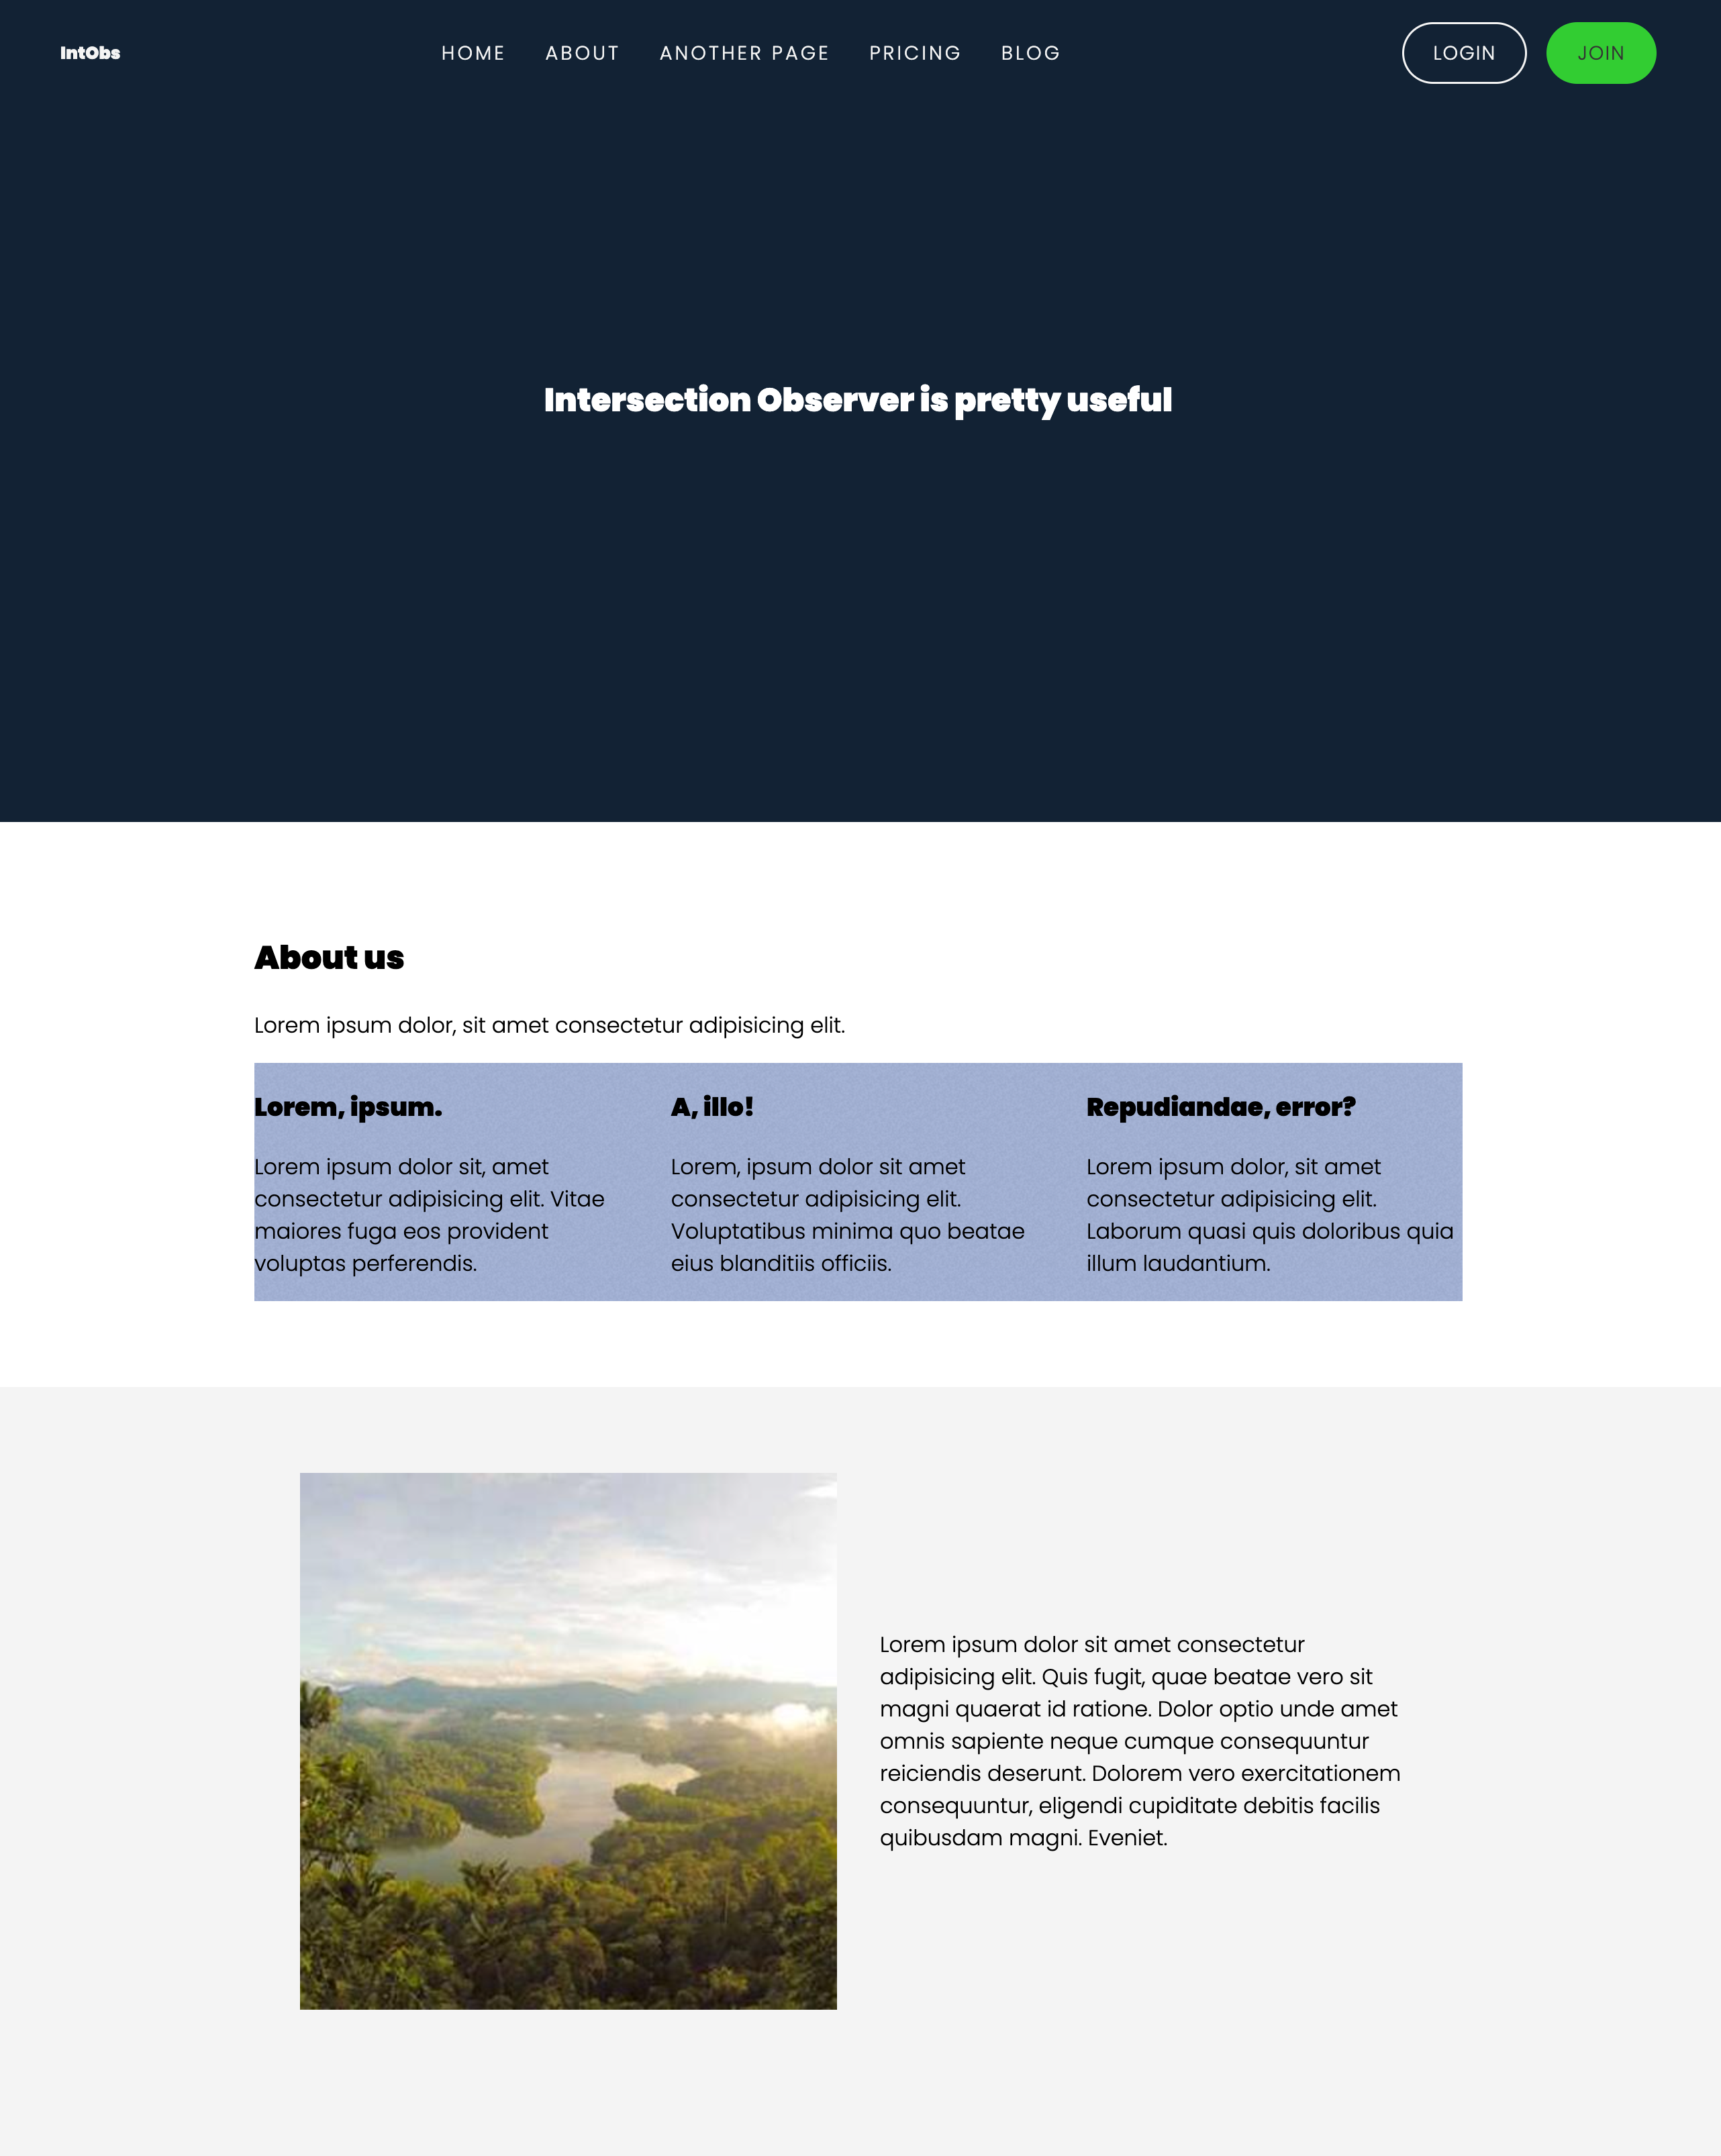 IntObs
HOME ABOUT ANOTHER PAGE PRICING BLOG
LOGIN JOIN
Intersection Observer is pretty useful
About us
Lorem ipsum dolor, sit amet consectetur adipisicing elit.
Lorem, ipsum.
Lorem ipsum dolor sit, amet
consectetur adipisicing elit. Vitae
maiores fuga eos provident
voluptas perferendis.
A, illo!
Lorem, ipsum dolor sit amet
consectetur adipisicing elit.
Voluptatibus minima quo beatae
eius blanditiis officiis.
Repudiandae, error?
Lorem ipsum dolor, sit amet
consectetur adipisicing elit.
Laborum quasi quis doloribus quia
illum laudantium.
Lorem ipsum dolor sit amet consectetur
adipisicing elit. Quis fugit, quae beatae vero sit
magni quaerat id ratione. Dolor optio unde amet
omnis sapiente neque cumque consequuntur
reiciendis deserunt. Dolorem vero exercitationem
consequuntur, eligendi cupiditate debitis facilis
quibusdam magni. Eveniet.